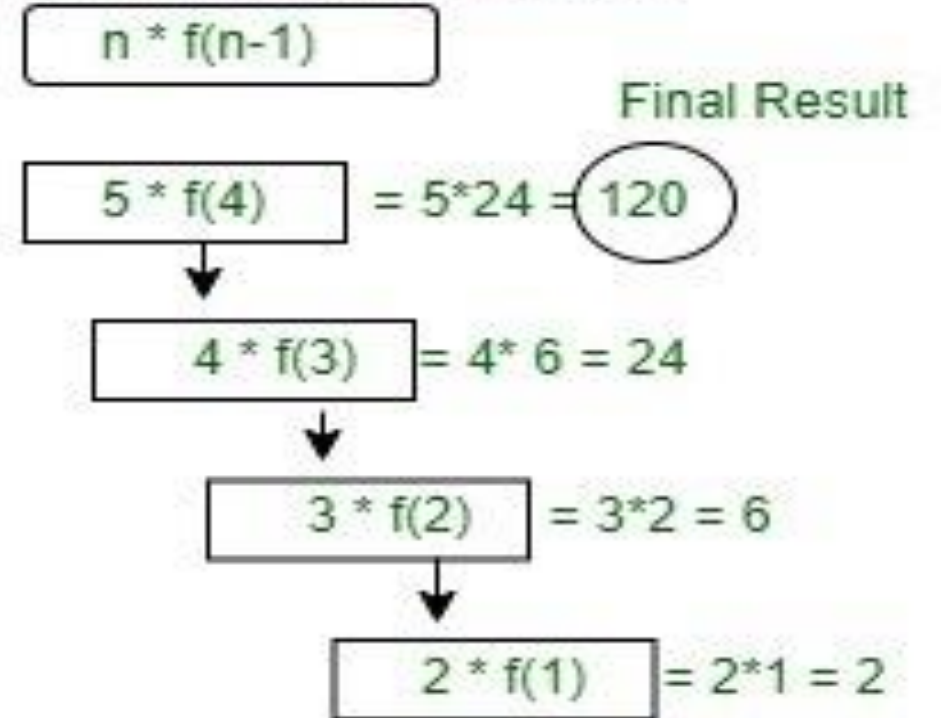 n * f(n-1)
Final Result
5 * f(4) = 5*24 = 120
4 * f(3) = 4* 6 = 24
3 * f(2) = 3*2 = 6
2 * f(1) = 2*1 = 2